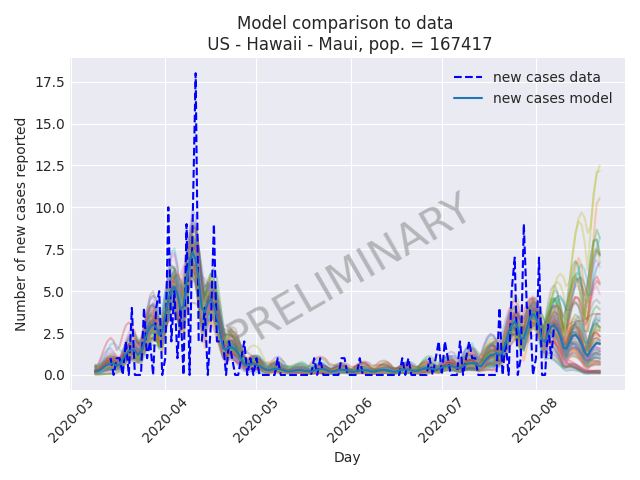 Model comparison to data
US - Hawaii - Maui, pop. = 167417
new cases data
new cases model
Number of new cases reported
17.5
15.0
12.5
10.0
7.5
5.0
2.5
0.0
PRELIMINARY
2020-03
2020-04
2020-05
2020-06
2020-07
2020-08
Day